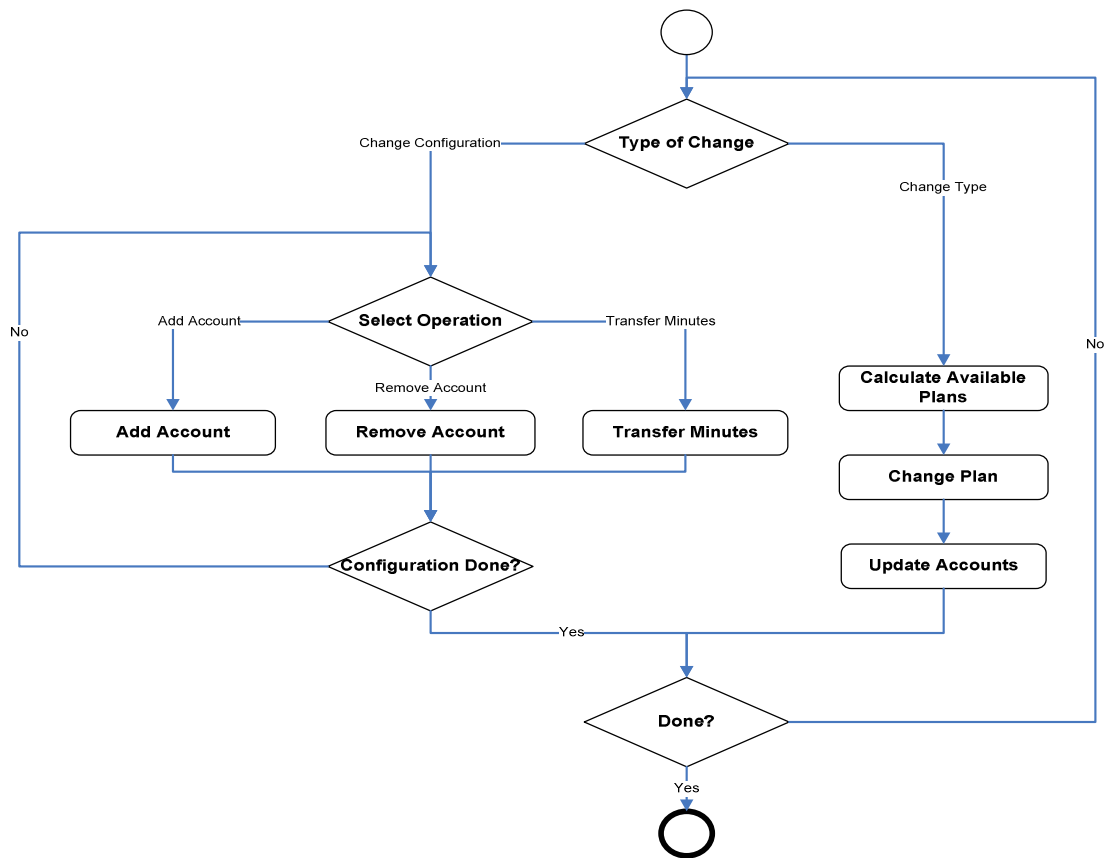 Type of Change
Change Configuration
Change Type
Select Operation
Add Account
Transfer Minutes
No
No
Remove Account
Calculate Available
Plans
Add Account
Remove Account
Transfer Minutes
Change Plan
Configuration Done?
Update Accounts
Yes
Done?
Yes